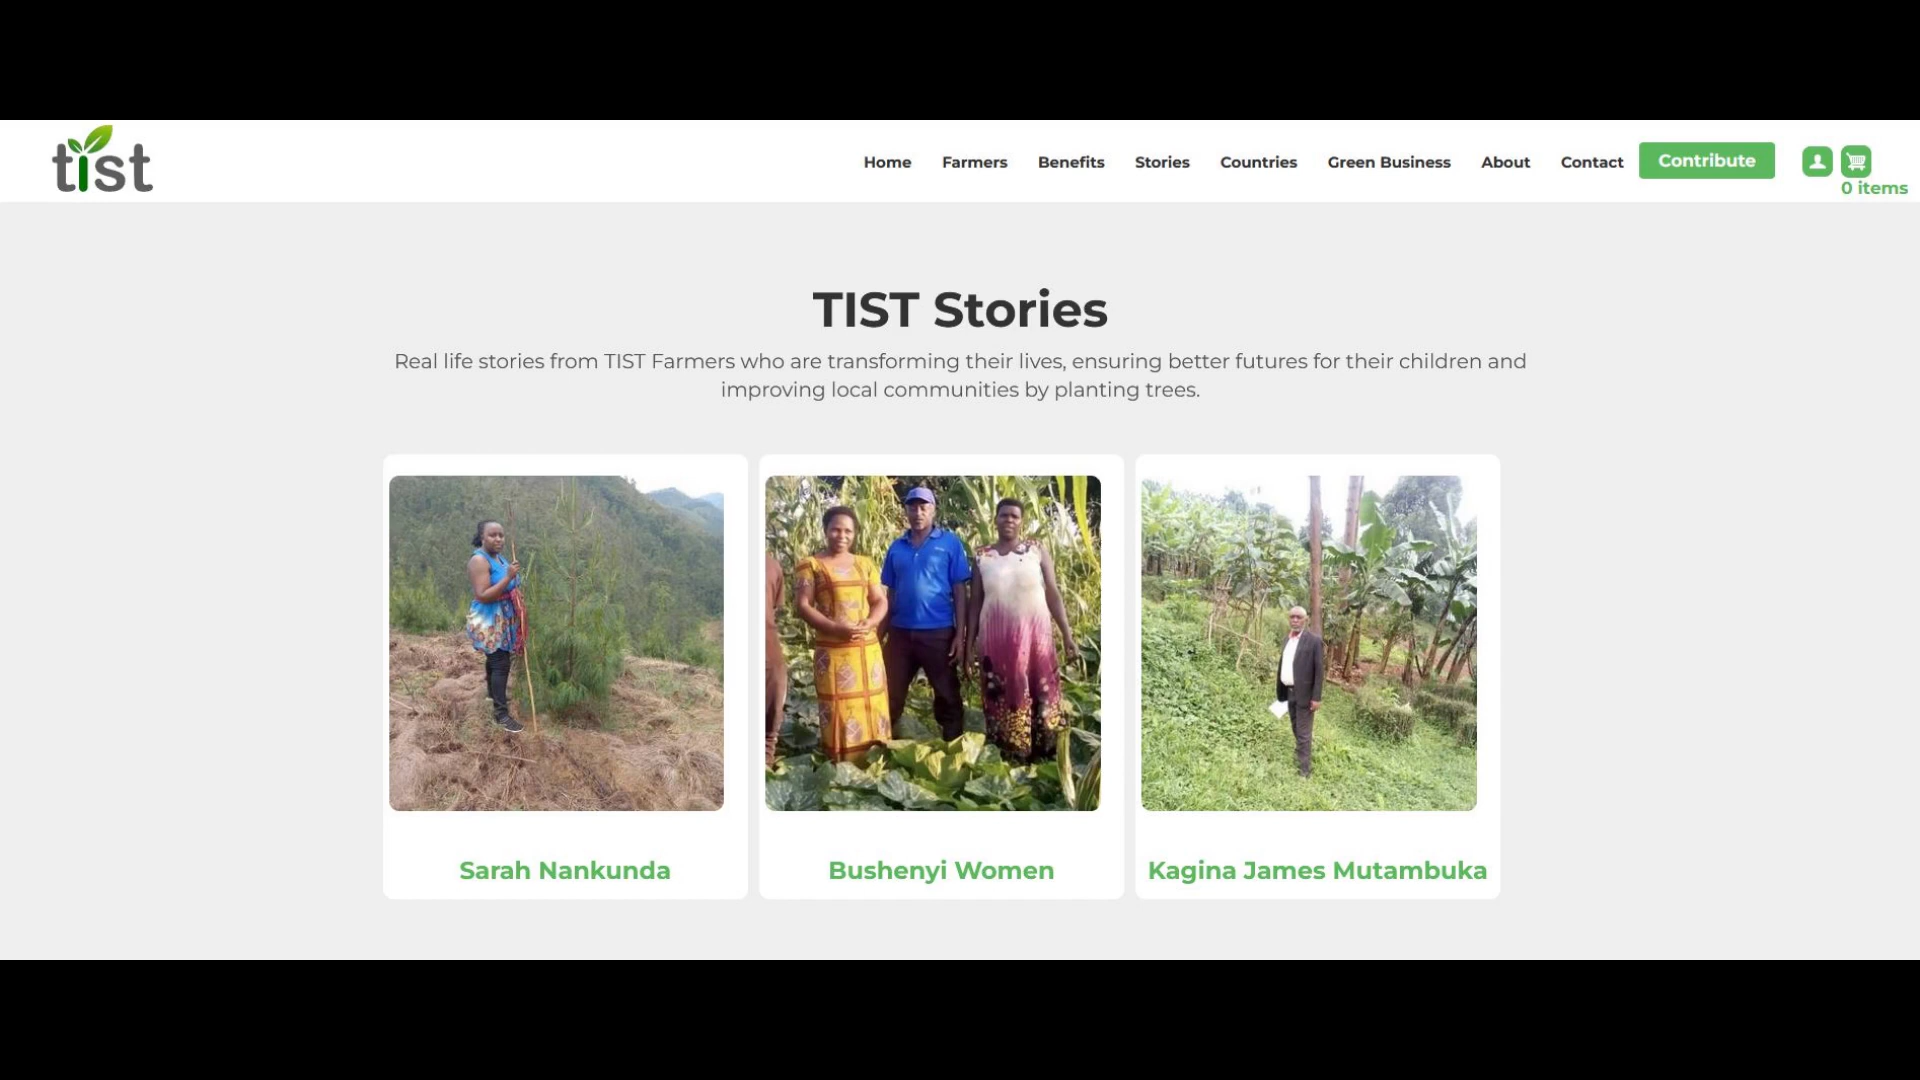 tist
Home Farmers Benefits Stories Countries Green Business About Contact Contribute
0 items
TIST Stories
Real life stories from TIST Farmers who are transforming their lives, ensuring better futures for their children and
improving local communities by planting trees.
Sarah Nankunda
Bushenyi Women
Kagina James Mutambuka